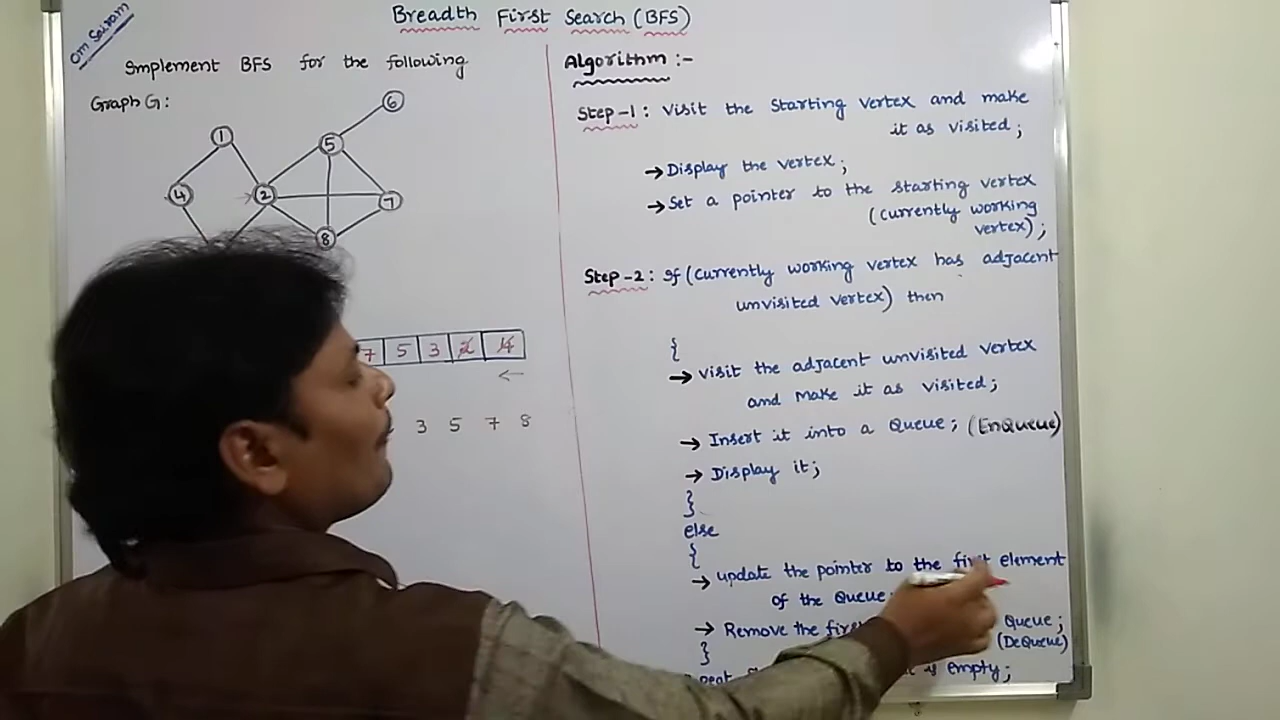 Om Sairam
Breadth First Search (BFS)
Implement BFS for the following
Graph G:
6
1
5
4
2
7
8
7 5 3 2 4
←
3 5 7 8
Algorithm :-
Step-1: Visit the Starting vertex and make
it as visited;
→ Display the vertex;
→ Set a pointer to the starting vertex
(currently working
vertex);
Step-2: If (currently working vertex has adjacent
unvisited vertex) then
{
→ visit the adjacent unvisited vertex
and make it as visited;
→ Insert it into a Queue; (EnQueue)
→ Display it;
}
else
{
→ update the pointer to the first element
of the Queue;
→ Remove the Queue;
(DeQueue)
}
is empty;